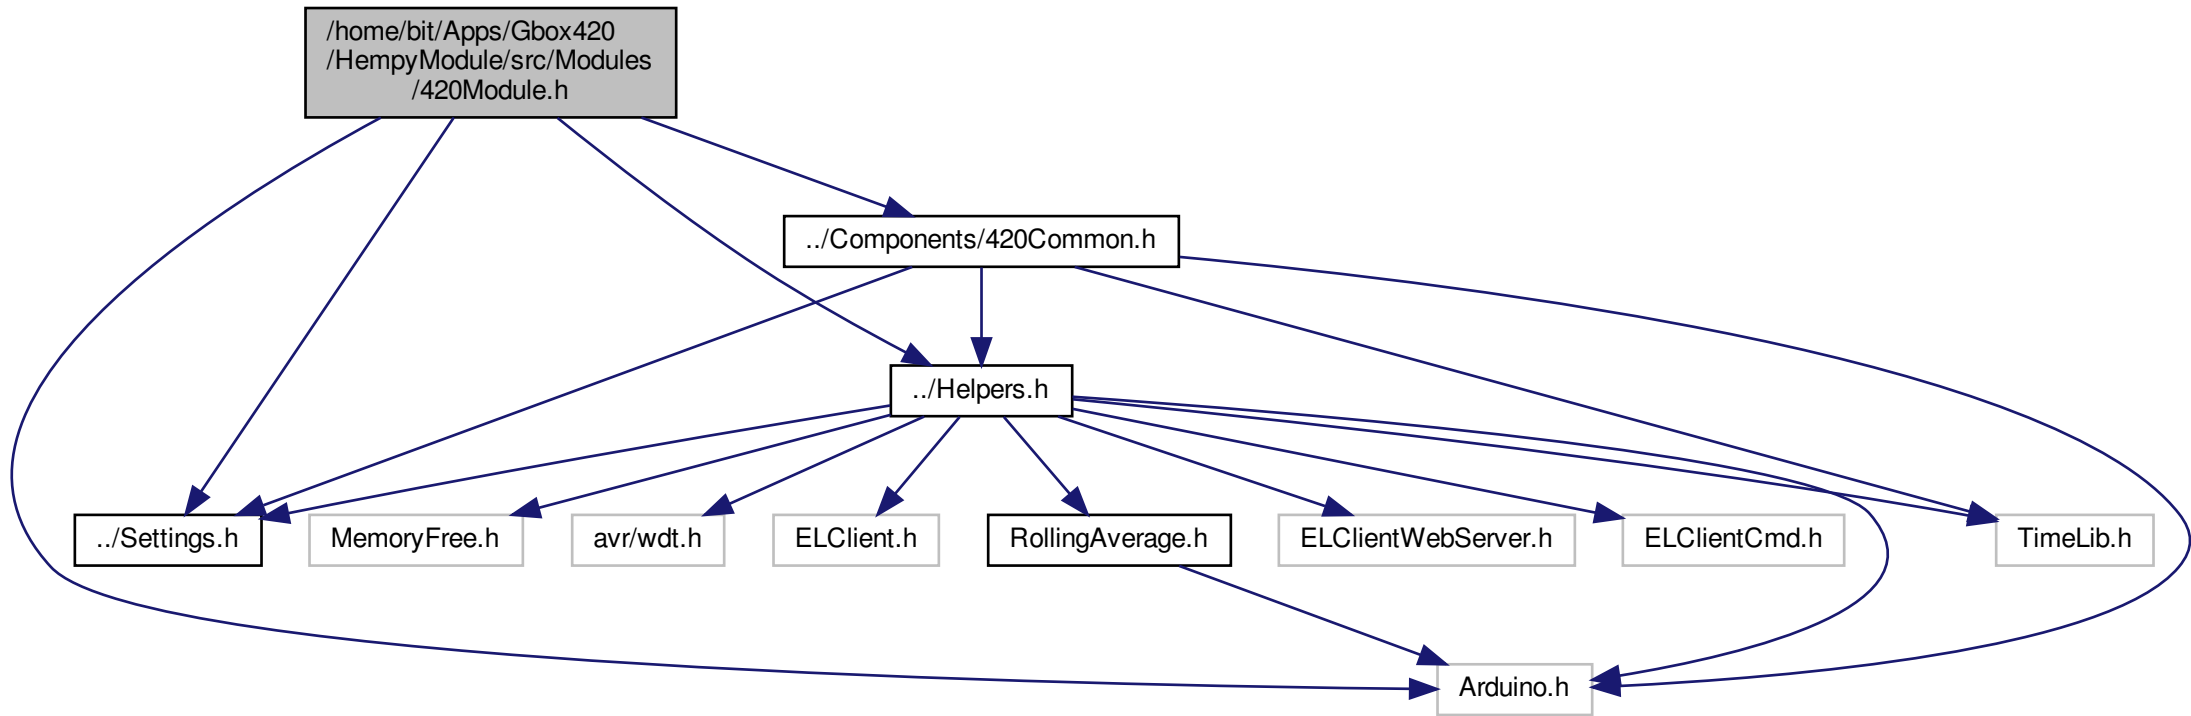 /home/bit/Apps/Gbox420
/HempyModule/src/Modules
/420Module.h
../Components/420Common.h
../Helpers.h
../Settings.h
MemoryFree.h
avr/wdt.h
ELClient.h
RollingAverage.h
ELClientWebServer.h
ELClientCmd.h
TimeLib.h
Arduino.h